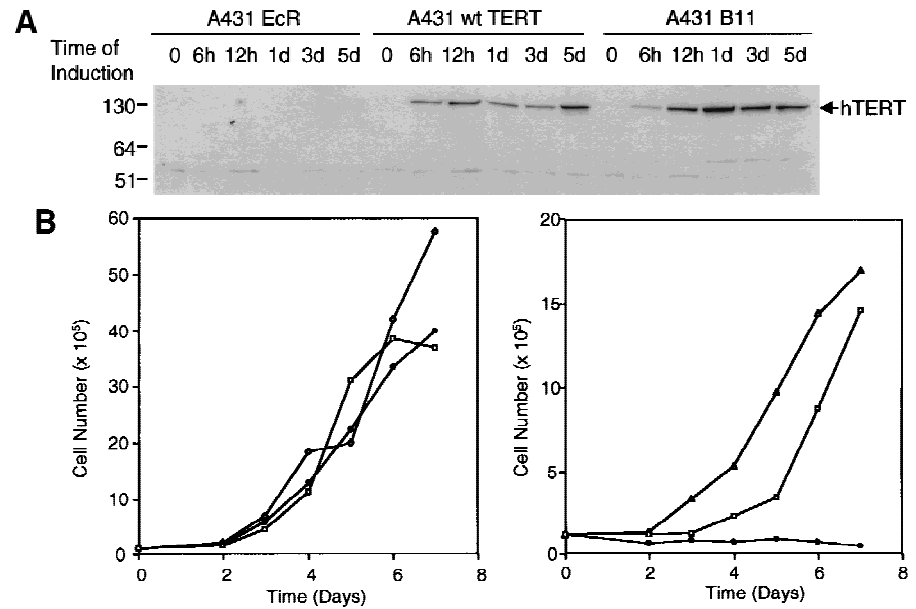 A
A431 EcR A431 wt TERT A431 B11
Time of
Induction
0 6h 12h 1d 3d 5d 0 6h 12h 1d 3d 5d 0 6h 12h 1d 3d 5d
130
hTERT
64
51
B
60
50
40
30
20
10
0
Cell Number (x 10⁵)
0 2 4 6 8
Time (Days)
20
15
10
5
0
Cell Number (x 10⁵)
0 2 4 6 8
Time (Days)